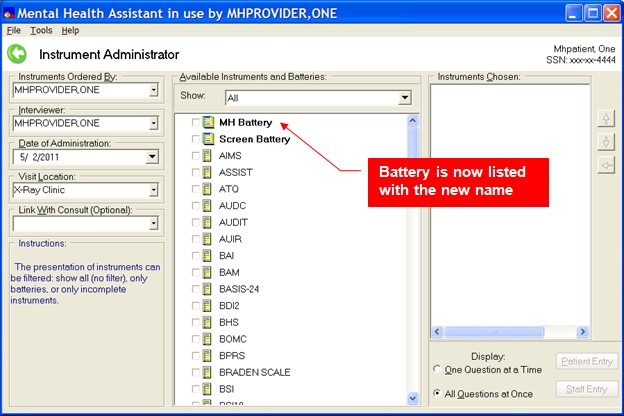 Mental Health Assistant in use by MHPROVIDER,ONE
File Tools Help
Instrument Administrator
Mhpatient, One
SSN: xxx-xx-4444
Instruments Ordered By:
MHPROVIDER,ONE
Interviewer:
MHPROVIDER,ONE
Date of Administration:
5/ 2/2011
Visit Location:
X-Ray Clinic
Link With Consult (Optional):
Instructions:
The presentation of instruments can
be filtered: show all (no filter), only
batteries, or only incomplete
instruments.
Available Instruments and Batteries:
Show: All
MH Battery
Screen Battery
AIMS
ASSIST
ATQ
AUDC
AUDIT
AUIR
BAI
BAM
BASIS-24
BDI2
BHS
BOMC
BPRS
BRADEN SCALE
BSI
BSI18
Battery is now listed
with the new name
Instruments Chosen:
Display:
One Question at a Time
All Questions at Once
Patient Entry
Staff Entry